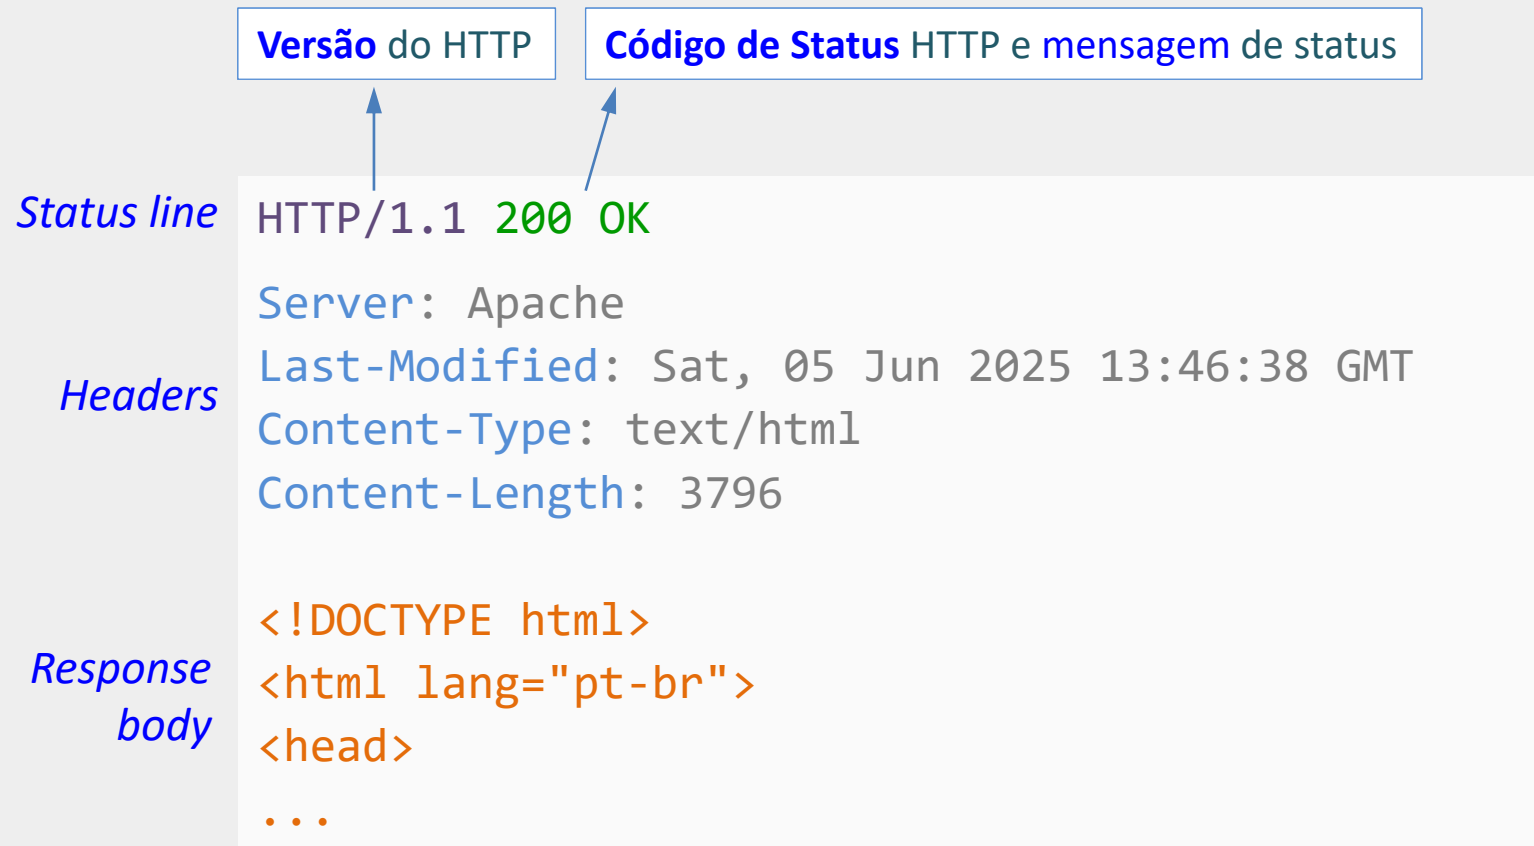 Versão do HTTP
Código de Status HTTP e mensagem de status
Status line
HTTP/1.1 200 OK
Headers
Server: Apache
Last-Modified: Sat, 05 Jun 2025 13:46:38 GMT
Content-Type: text/html
Content-Length: 3796
Response
body
<!DOCTYPE html>
<html lang="pt-br">
<head>
...